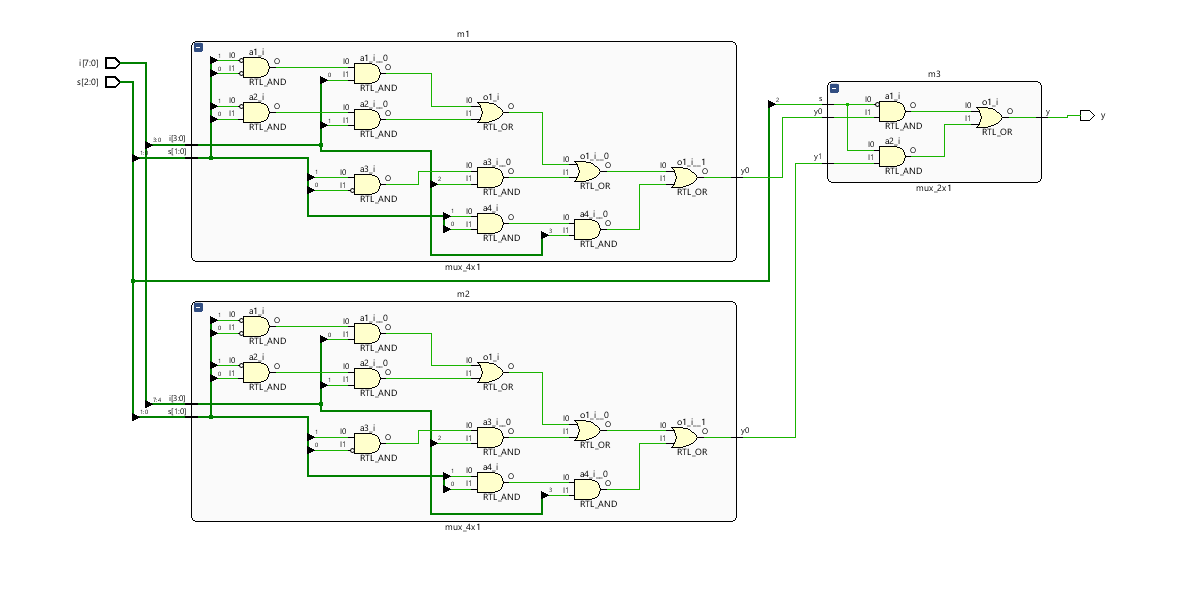 m1
i[7:0]
s[2:0]
1 I0 a1_i O
0 I1 RTL_AND
a1_i__0
I0 O
0 I1 RTL_AND
1 I0 a2_i O
0 I1 RTL_AND
a2_i__0
I0 O
1 I1 RTL_AND
o1_i
I0 O
I1 RTL_OR
3:0 i[3:0]
1:0 s[1:0]
1 I0 a3_i O
0 I1 RTL_AND
a3_i__0
I0 O
2 I1 RTL_AND
o1_i__0
I0 O
I1 RTL_OR
o1_i__1
I0 O
I1 RTL_OR
y0
1 I0 a4_i O
0 I1 RTL_AND
a4_i__0
I0 O
3 I1 RTL_AND
mux_4x1
m3
2 s
y0
y1
a1_i
I0 O
I1 RTL_AND
a2_i
I0 O
I1 RTL_AND
o1_i
I0 O
I1 RTL_OR
y
y
mux_2x1
m2
1 I0 a1_i O
0 I1 RTL_AND
a1_i__0
I0 O
0 I1 RTL_AND
1 I0 a2_i O
0 I1 RTL_AND
a2_i__0
I0 O
1 I1 RTL_AND
o1_i
I0 O
I1 RTL_OR
7:4 i[3:0]
1:0 s[1:0]
1 I0 a3_i O
0 I1 RTL_AND
a3_i__0
I0 O
2 I1 RTL_AND
o1_i__0
I0 O
I1 RTL_OR
o1_i__1
I0 O
I1 RTL_OR
y0
1 I0 a4_i O
0 I1 RTL_AND
a4_i__0
I0 O
3 I1 RTL_AND
mux_4x1